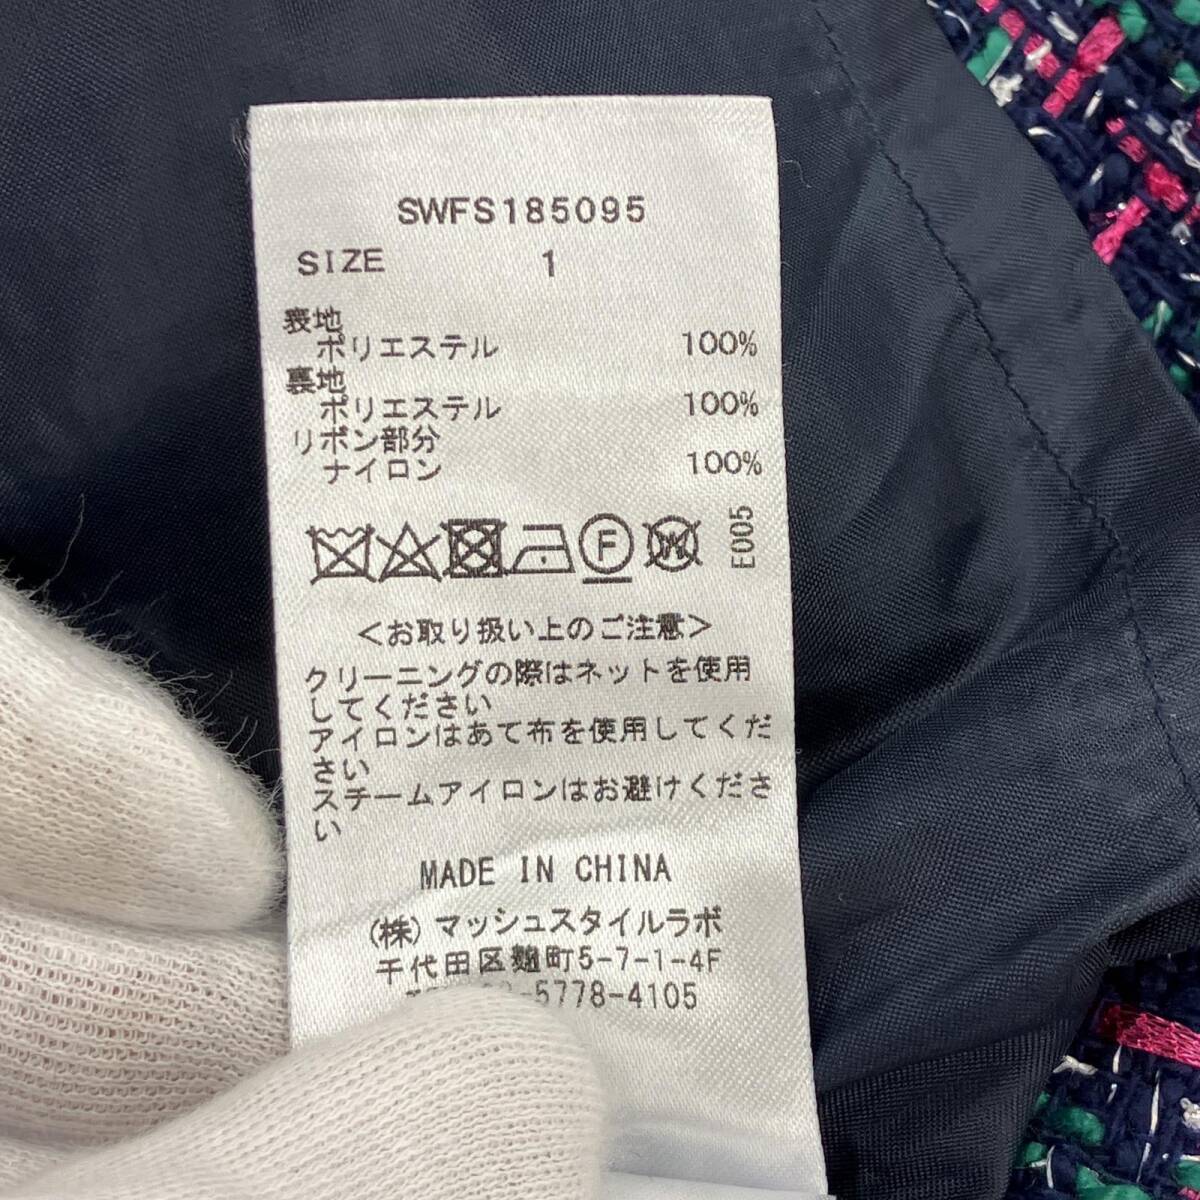 SWFS185095
SIZE 1
表地
ポリエステル 100%
裏地
ポリエステル 100%
リボン部分
ナイロン 100%
F
W
E005
<お取り扱い上のご注意>
クリーニングの際はネットを使用
してください
アイロンはあて布を使用してくだ
さい
スチームアイロンはお避けくださ
い
MADE IN CHINA
(株)マッシュスタイルラボ
千代田区麹町5-7-1-4F
-5778-4105